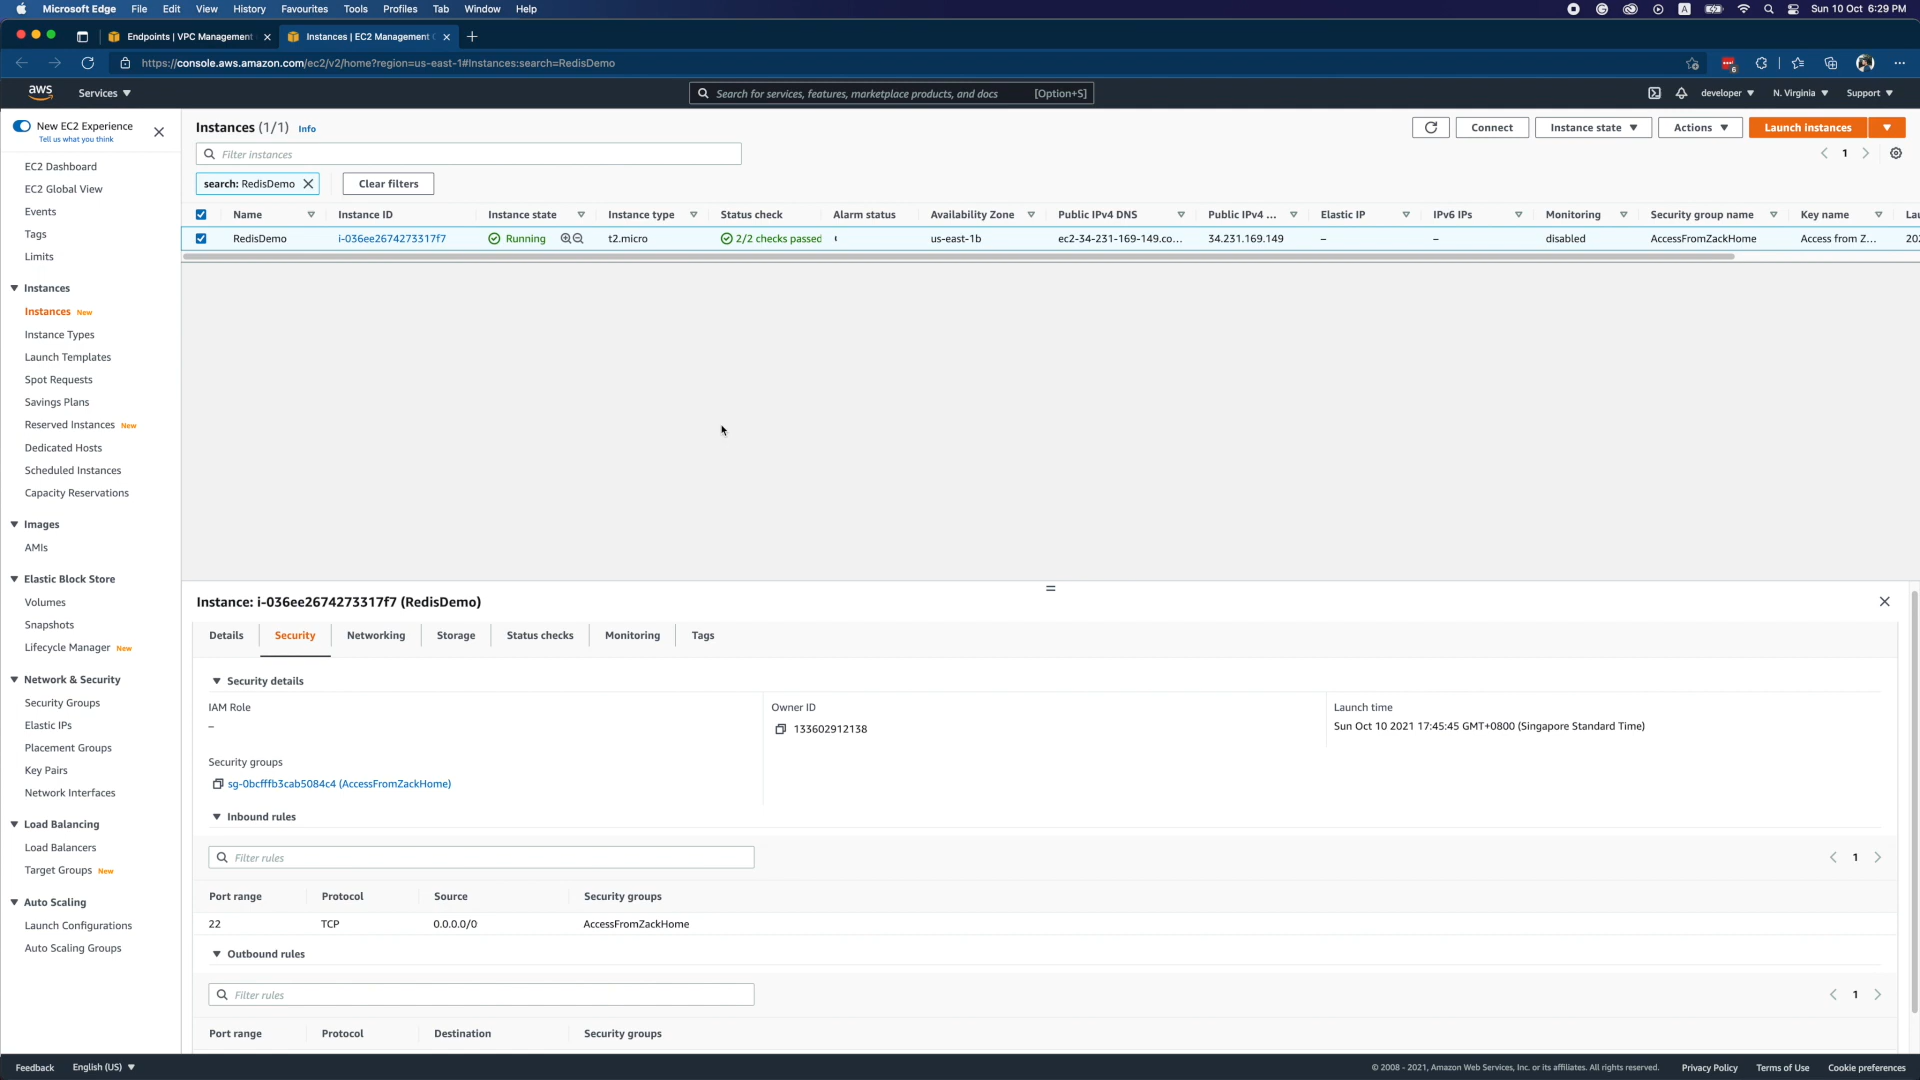 Microsoft Edge File Edit View History Favourites Tools Profiles Tab Window Help
A Sun 10 Oct 6:29 PM
Endpoints | VPC Management Instances | EC2 Management C
https://console.aws.amazon.com/ec2/v2/home?region=us-east-1#Instances:search=RedisDemo
6
aws Services ▼ Search for services, features, marketplace products, and docs [Option+S] developer ▼ N. Virginia ▼ Support ▼
New EC2 Experience
Tell us what you think
EC2 Dashboard
EC2 Global View
Events
Tags
Limits
Instances
Instances New
Instance Types
Launch Templates
Spot Requests
Savings Plans
Reserved Instances New
Dedicated Hosts
Scheduled Instances
Capacity Reservations
Images
AMIs
Elastic Block Store
Volumes
Snapshots
Lifecycle Manager New
Network & Security
Security Groups
Elastic IPs
Placement Groups
Key Pairs
Network Interfaces
Load Balancing
Load Balancers
Target Groups New
Auto Scaling
Launch Configurations
Auto Scaling Groups
Instances (1/1) Info
Connect Instance state ▼ Actions ▼ Launch instances ▼
Filter instances
1
search: RedisDemo Clear filters
Name Instance ID Instance state Instance type Status check Alarm status Availability Zone Public IPv4 DNS Public IPv4 ... Elastic IP IPv6 IPs Monitoring Security group name Key name Lau
RedisDemo i-036ee2674273317f7 Running t2.micro 2/2 checks passed us-east-1b ec2-34-231-169-149.co... 34.231.169.149 – – disabled AccessFromZackHome Access from Z... 202
Instance: i-036ee2674273317f7 (RedisDemo)
Details Security Networking Storage Status checks Monitoring Tags
Security details
IAM Role
–
Owner ID
133602912138
Launch time
Sun Oct 10 2021 17:45:45 GMT+0800 (Singapore Standard Time)
Security groups
sg-0bcfffb3cab5084c4 (AccessFromZackHome)
Inbound rules
Filter rules
1
Port range Protocol Source Security groups
22 TCP 0.0.0.0/0 AccessFromZackHome
Outbound rules
Filter rules
1
Port range Protocol Destination Security groups
Feedback English (US) ▼ © 2008 - 2021, Amazon Web Services, Inc. or its affiliates. All rights reserved. Privacy Policy Terms of Use Cookie preferences